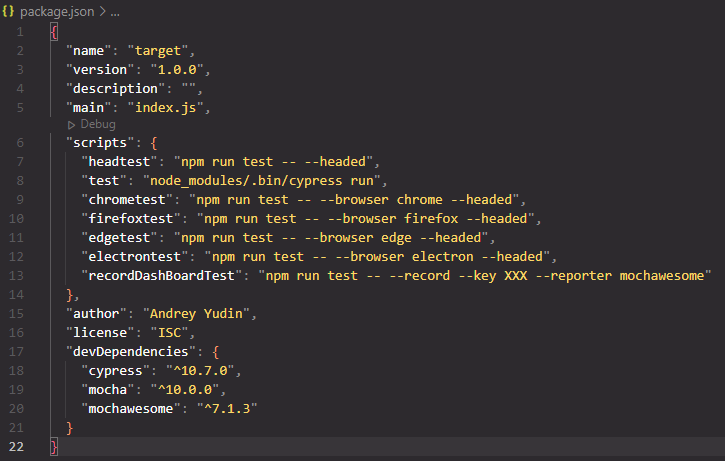 {} package.json > ...
1 {
2 "name": "target",
3 "version": "1.0.0",
4 "description": "",
5 "main": "index.js",
▷ Debug
6 "scripts": {
7 "headtest": "npm run test -- --headed",
8 "test": "node_modules/.bin/cypress run",
9 "chrometest": "npm run test -- --browser chrome --headed",
10 "firefoxtest": "npm run test -- --browser firefox --headed",
11 "edgetest": "npm run test -- --browser edge --headed",
12 "electrontest": "npm run test -- --browser electron --headed",
13 "recordDashBoardTest": "npm run test -- --record --key XXX --reporter mochawesome"
14 },
15 "author": "Andrey Yudin",
16 "license": "ISC",
17 "devDependencies": {
18 "cypress": "^10.7.0",
19 "mocha": "^10.0.0",
20 "mochawesome": "^7.1.3"
21 }
22 }